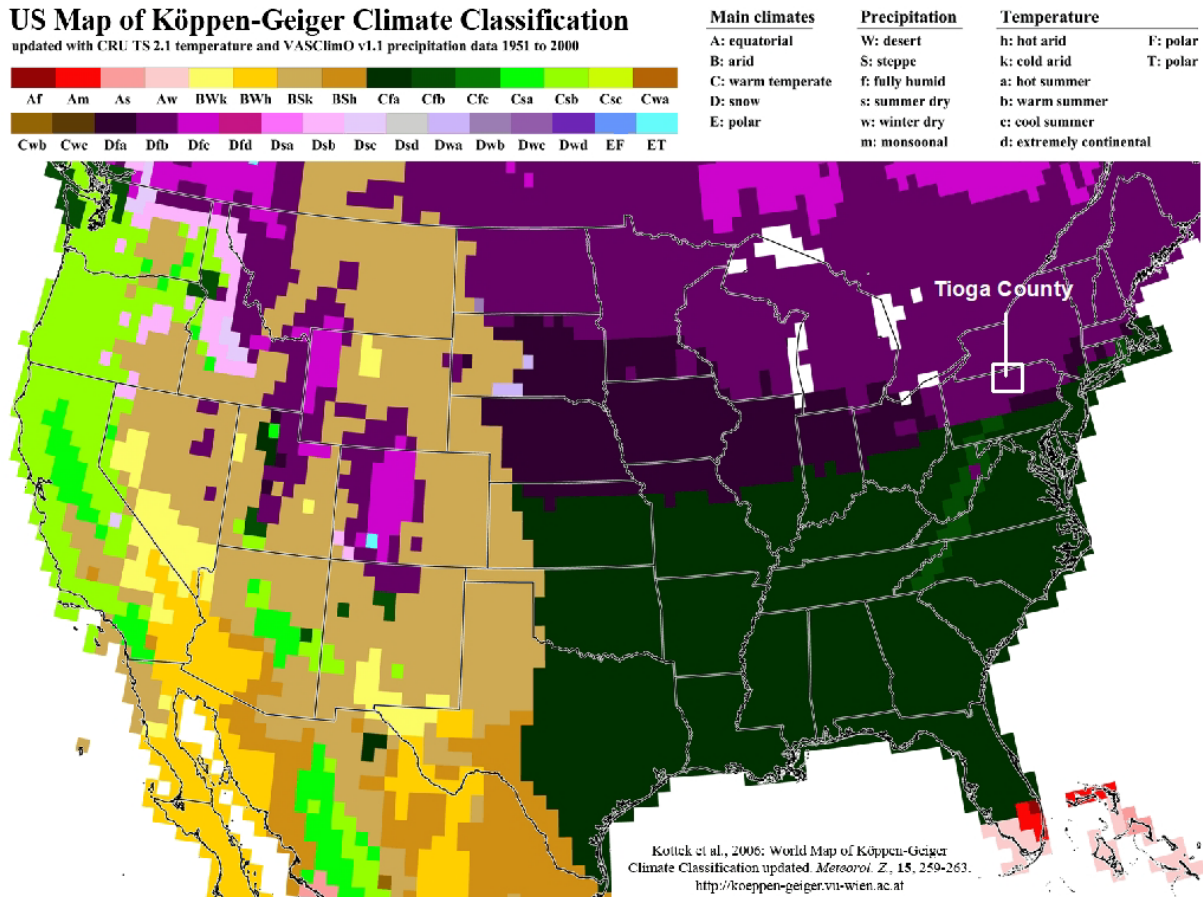 US Map of Köppen-Geiger Climate Classification
updated with CRU TS 2.1 temperature and VASClimO v1.1 precipitation data 1951 to 2000
Af Am As Aw BWk BWh BSk BSh Cfa Cfb Cfc Csa Csb Csc Cwa
Cwb Cwc Dfa Dfb Dfc Dfd Dsa Dsb Dsc Dsd Dwa Dwb Dwc Dwd EF ET
Main climates
A: equatorial
B: arid
C: warm temperate
D: snow
E: polar
Precipitation
W: desert
S: steppe
f: fully humid
s: summer dry
w: winter dry
m: monsoonal
Temperature
h: hot arid F: polar
k: cold arid T: polar
a: hot summer
b: warm summer
c: cool summer
d: extremely continental
Tioga County
Kottek et al., 2006: World Map of Köppen-Geiger
Climate Classification updated. Meteorol. Z., 15, 259-263.
http://koeppen-geiger.vu-wien.ac.at